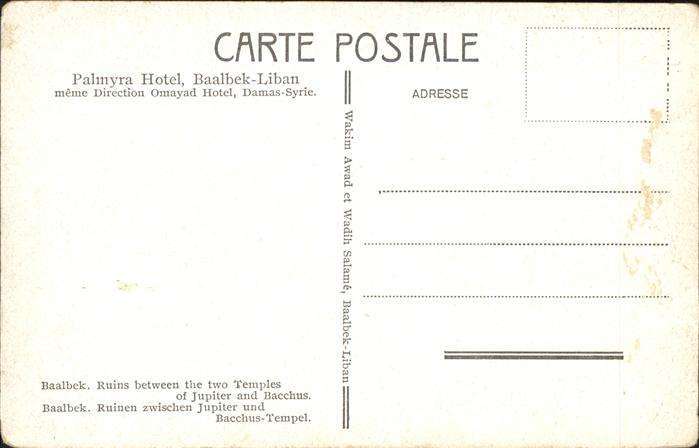 CARTE POSTALE
Palmyra Hotel, Baalbek-Liban
même Direction Omayad Hotel, Damas-Syrie.
ADRESSE
Wakim Awad et Wadih Salamé, Baalbek-Liban
Baalbek. Ruins between the two Temples
of Jupiter and Bacchus.
Baalbek. Ruinen zwischen Jupiter und
Bacchus-Tempel.